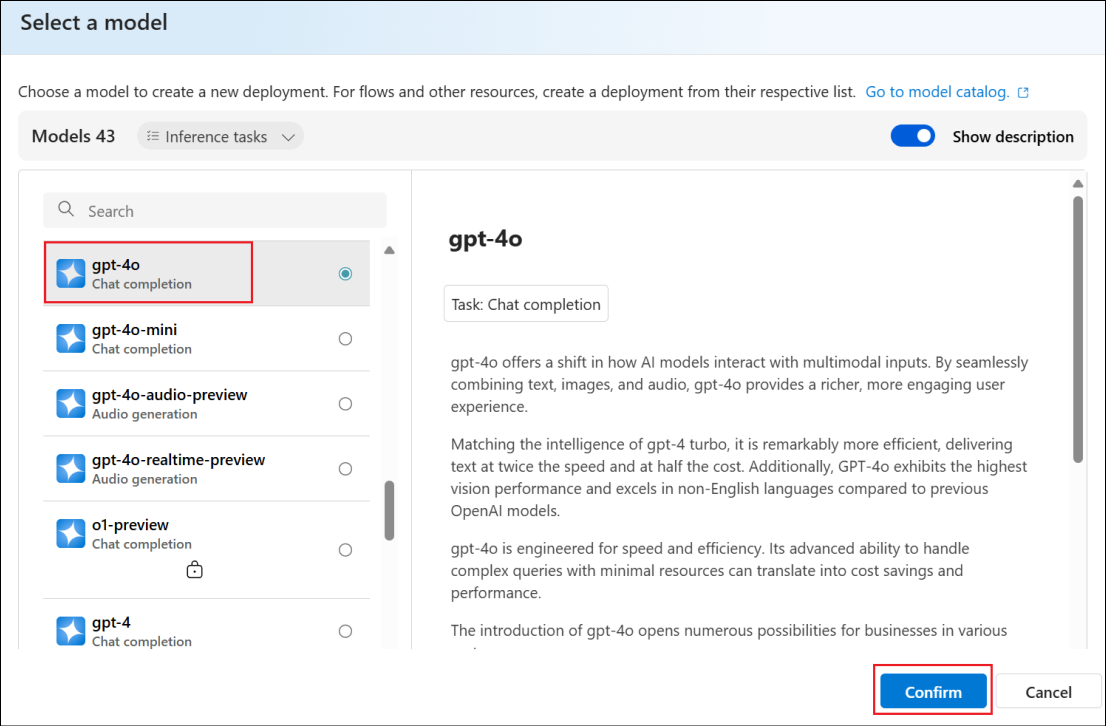 Select a model
Choose a model to create a new deployment. For flows and other resources, create a deployment from their respective list. Go to model catalog.
Models 43
Inference tasks
Show description
Search
gpt-4o
Chat completion
gpt-4o-mini
Chat completion
gpt-4o-audio-preview
Audio generation
gpt-4o-realtime-preview
Audio generation
o1-preview
Chat completion
gpt-4
Chat completion
gpt-4o
Task: Chat completion
gpt-4o offers a shift in how AI models interact with multimodal inputs. By seamlessly
combining text, images, and audio, gpt-4o provides a richer, more engaging user
experience.
Matching the intelligence of gpt-4 turbo, it is remarkably more efficient, delivering
text at twice the speed and at half the cost. Additionally, GPT-4o exhibits the highest
vision performance and excels in non-English languages compared to previous
OpenAI models.
gpt-4o is engineered for speed and efficiency. Its advanced ability to handle
complex queries with minimal resources can translate into cost savings and
performance.
The introduction of gpt-4o opens numerous possibilities for businesses in various
Confirm
Cancel